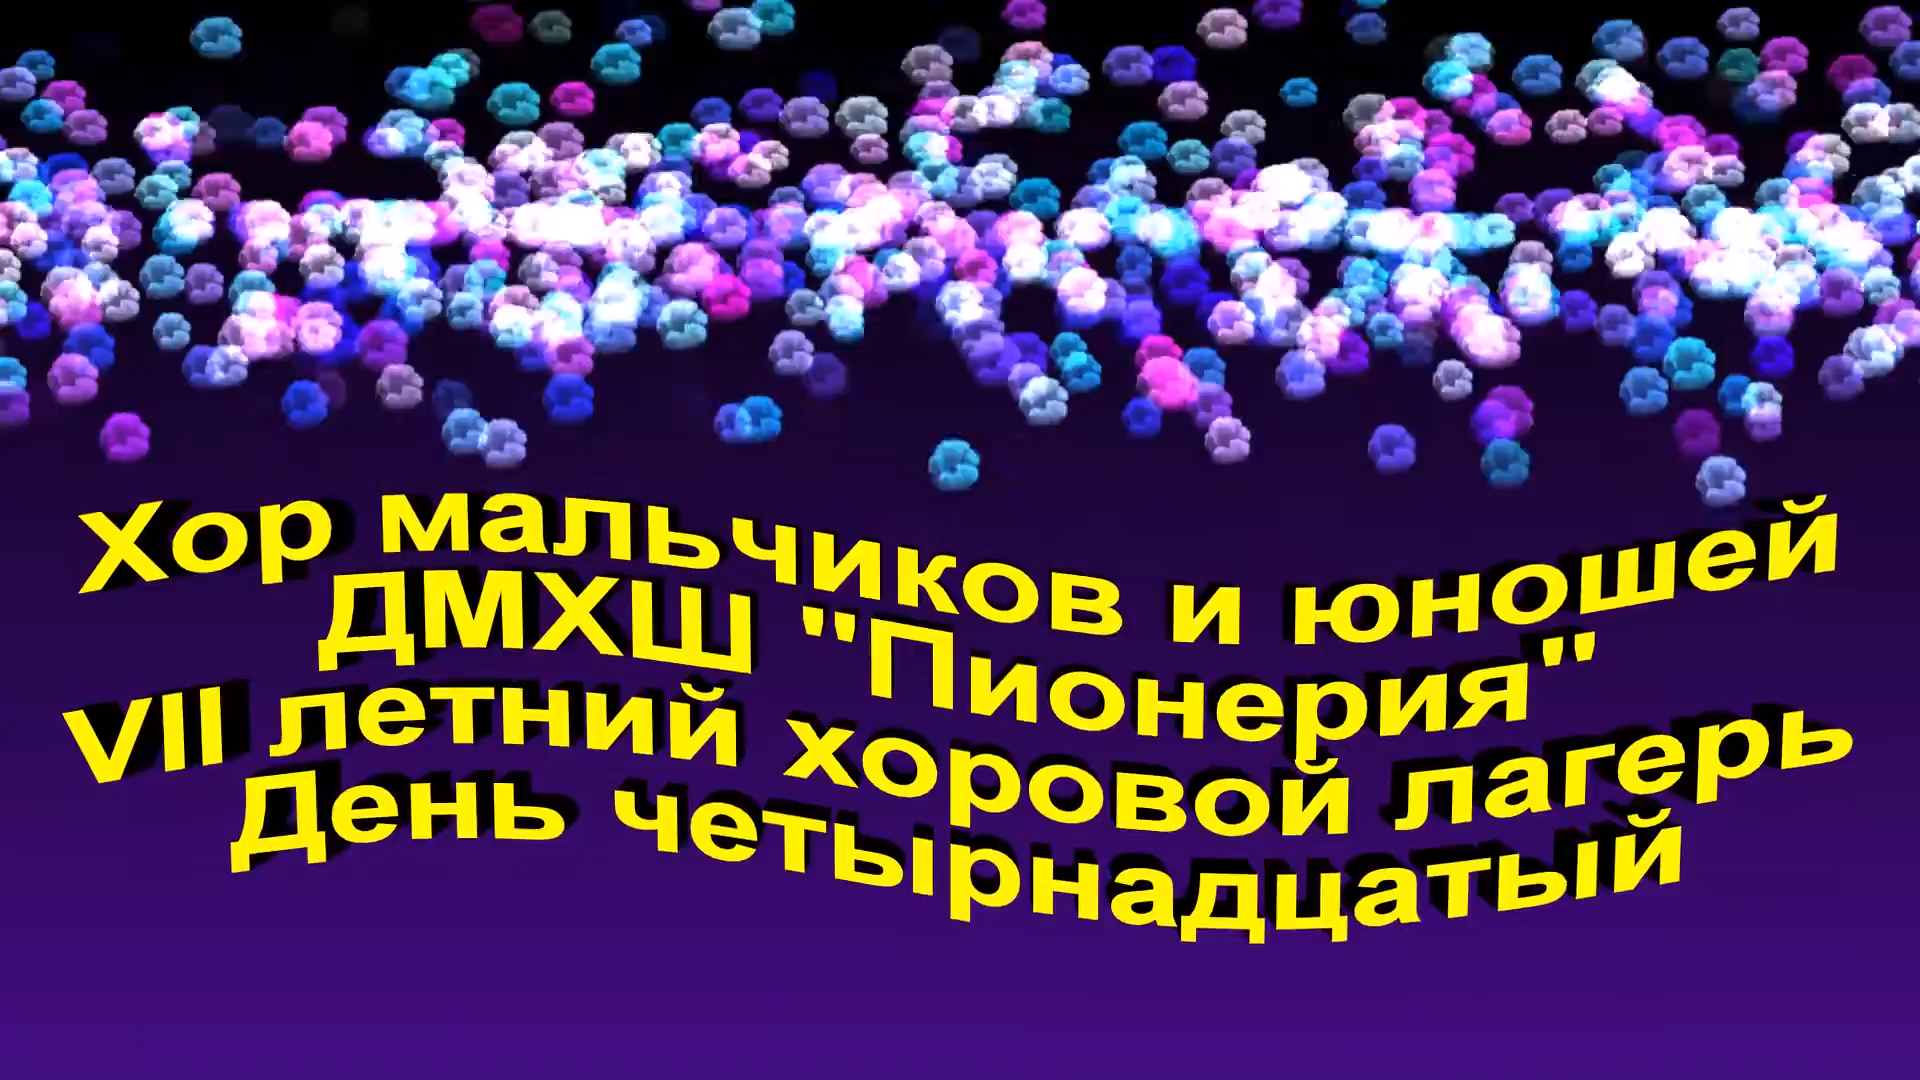 Хор мальчиков и юношей
ДМХШ "Пионерия"
VII летний хоровой лагерь
День четырнадцатый